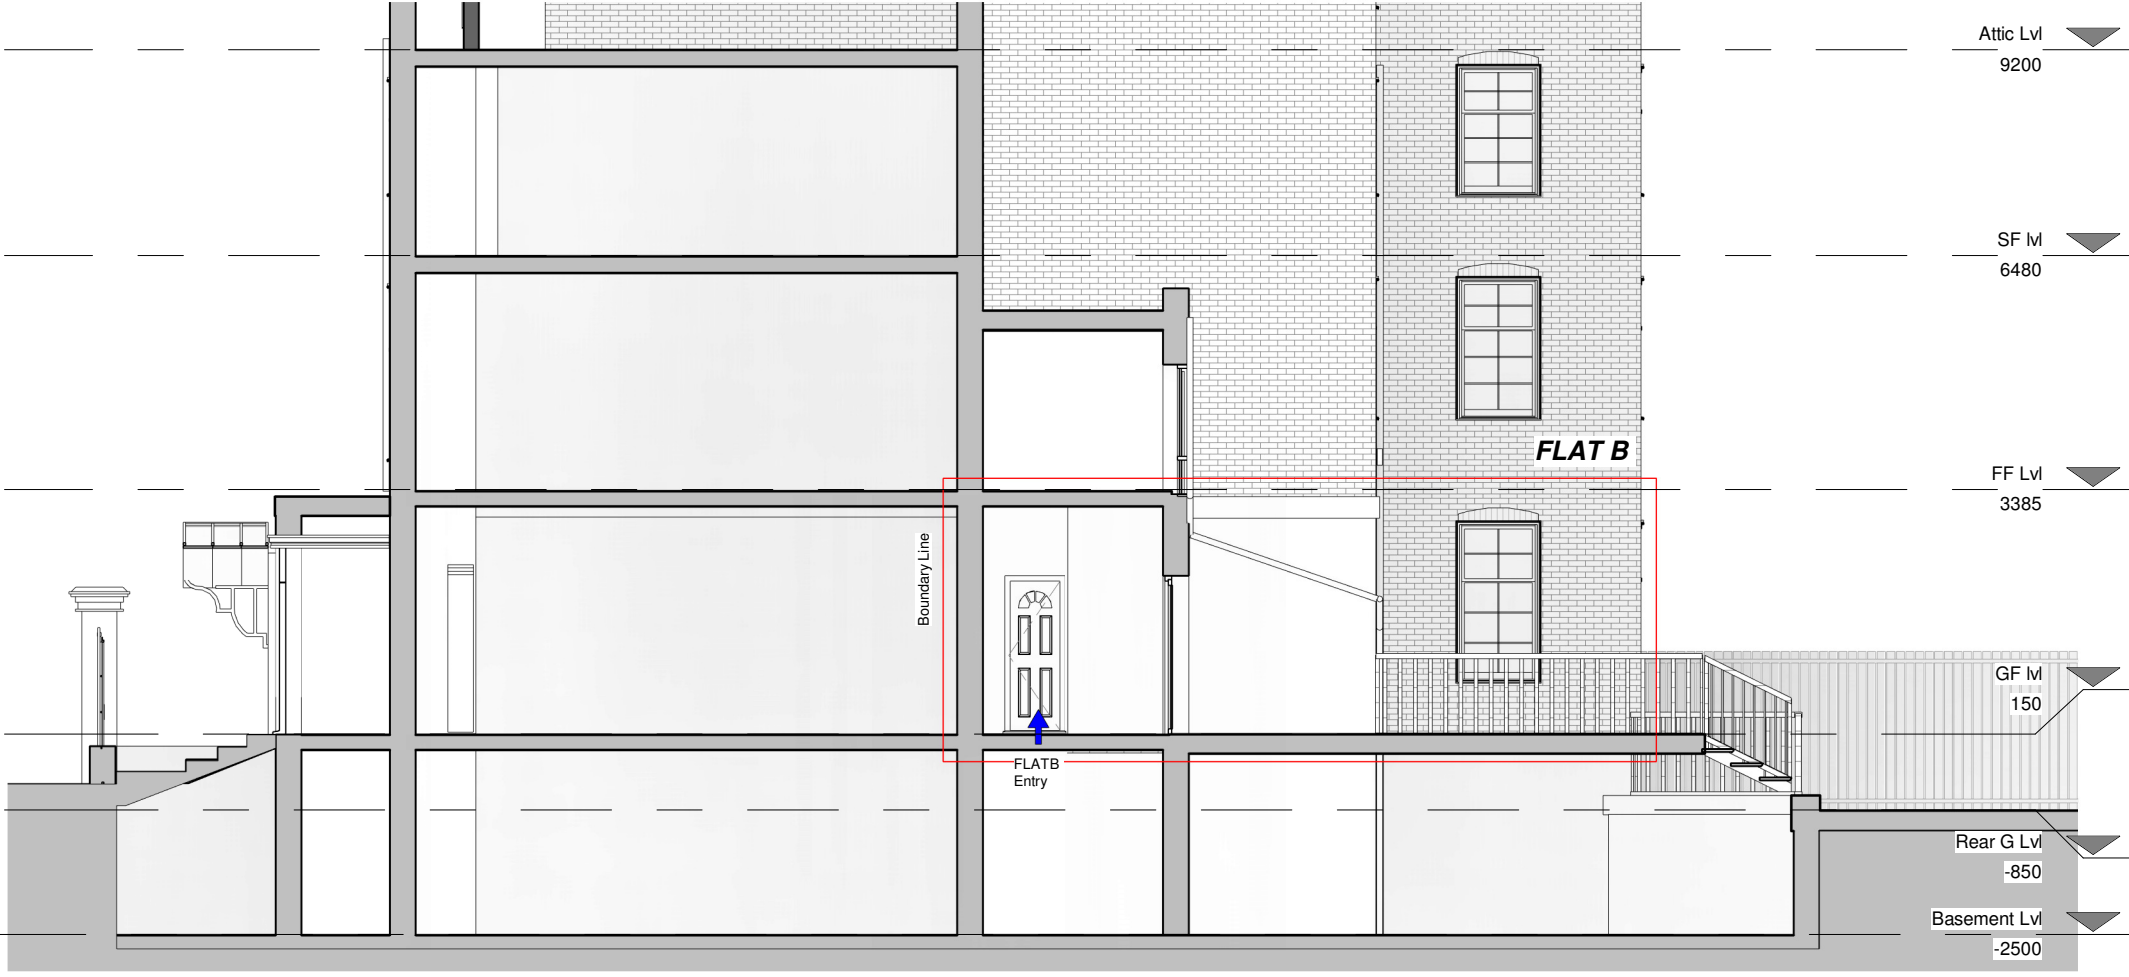 Attic Lvl
9200
SF lvl
6480
FLAT B
FF Lvl
3385
Boundary Line
GF lvl
150
FLATB
Entry
Rear G Lvl
-850
Basement Lvl
-2500